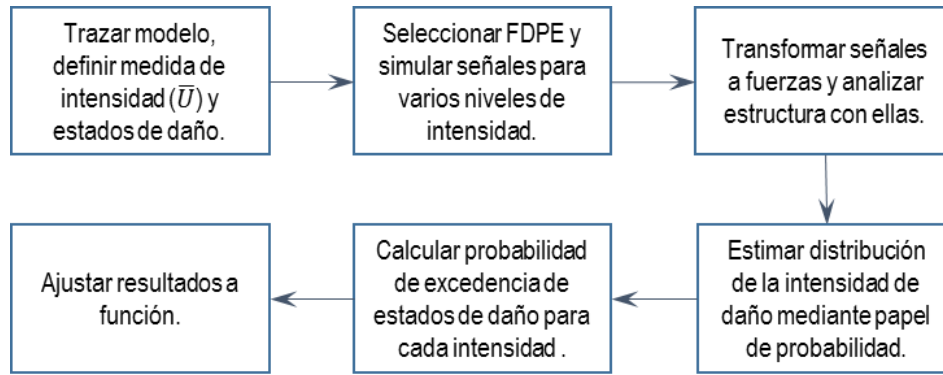 Trazar modelo,
definir medida de
intensidad (U̅) y
estados de daño.
Seleccionar FDPE y
simular señales para
varios niveles de
intensidad.
Transformar señales
a fuerzas y analizar
estructura con ellas.
Estimar distribución
de la intensidad de
daño mediante papel
de probabilidad.
Calcular probabilidad
de excedencia de
estados de daño para
cada intensidad .
Ajustar resultados a
función.